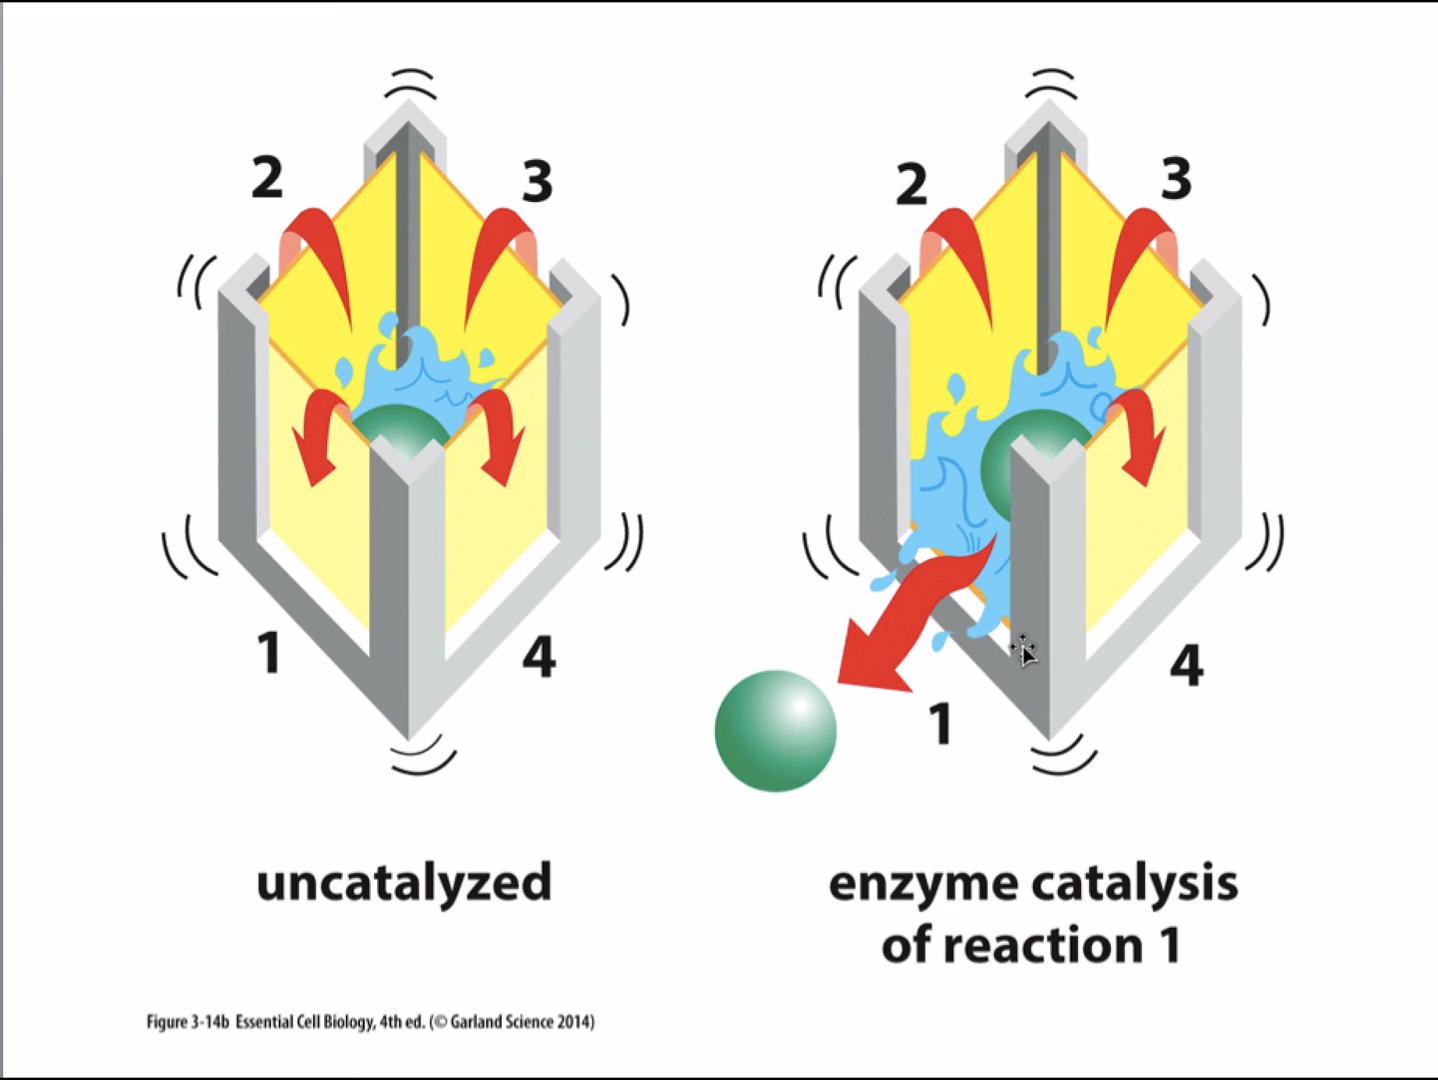 2
3
2
3
1
4
1
4
uncatalyzed
enzyme catalysis
of reaction 1
Figure 3-14b Essential Cell Biology, 4th ed. (© Garland Science 2014)